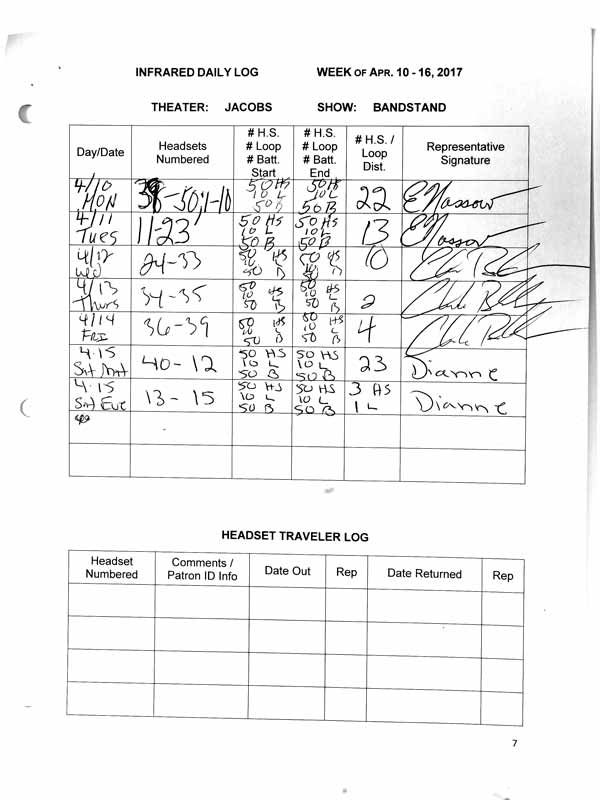 INFRARED DAILY LOG WEEK OF APR. 10 - 16, 2017
THEATER: JACOBS SHOW: BANDSTAND
Day/Date
Headsets
Numbered
# H.S.
# Loop
# Batt.
Start
# H.S.
# Loop
# Batt.
End
# H.S. /
Loop
Dist.
Representative
Signature
4/10
MON
-50, 1-10
50 HS
10 L
50 B
50 HS
10 L
50 B
22
4/11
Tues
11-23
50 HS
10 L
50 B
50 HS
10 L
50 B
13
4/12
Wed
24-33
50 HS
10 L
50 B
50 HS
10 L
50 B
10
4/13
Thurs
34-35
50 HS
10 L
50 B
50 HS
10 L
50 B
2
4/14
FRI
36-39
50 HS
10 L
50 B
50 HS
10 L
50 B
4
4.15
Sat Mat
40-12
50 HS
10 L
50 B
50 HS
10 L
50 B
23
Dianne
4.15
Sat Eve
13-15
50 HS
10 L
50 B
50 HS
10 L
50 B
3 HS
1 L
Dianne
HEADSET TRAVELER LOG
Headset
Numbered
Comments /
Patron ID Info
Date Out
Rep
Date Returned
Rep
7